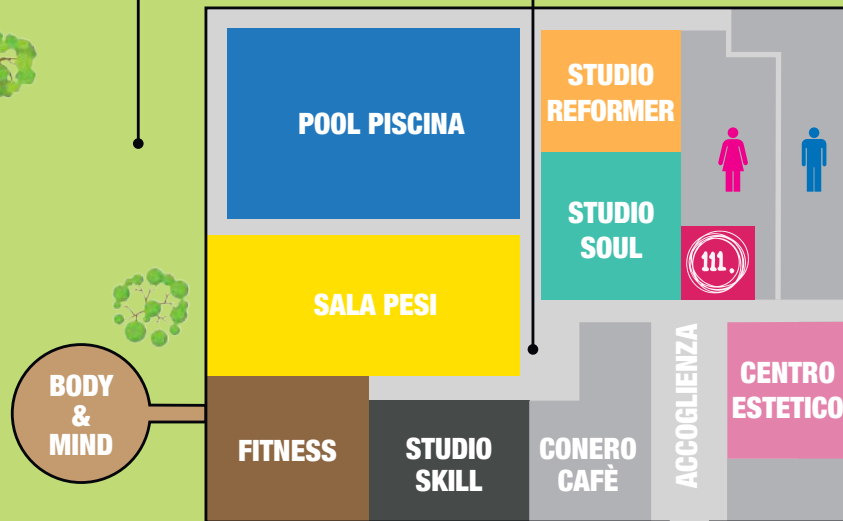 POOL PISCINA
STUDIO
REFORMER
STUDIO
SOUL
111.
SALA PESI
BODY
&
MIND
FITNESS
STUDIO
SKILL
CONERO
CAFÈ
ACCOGLIENZA
CENTRO
ESTETICO